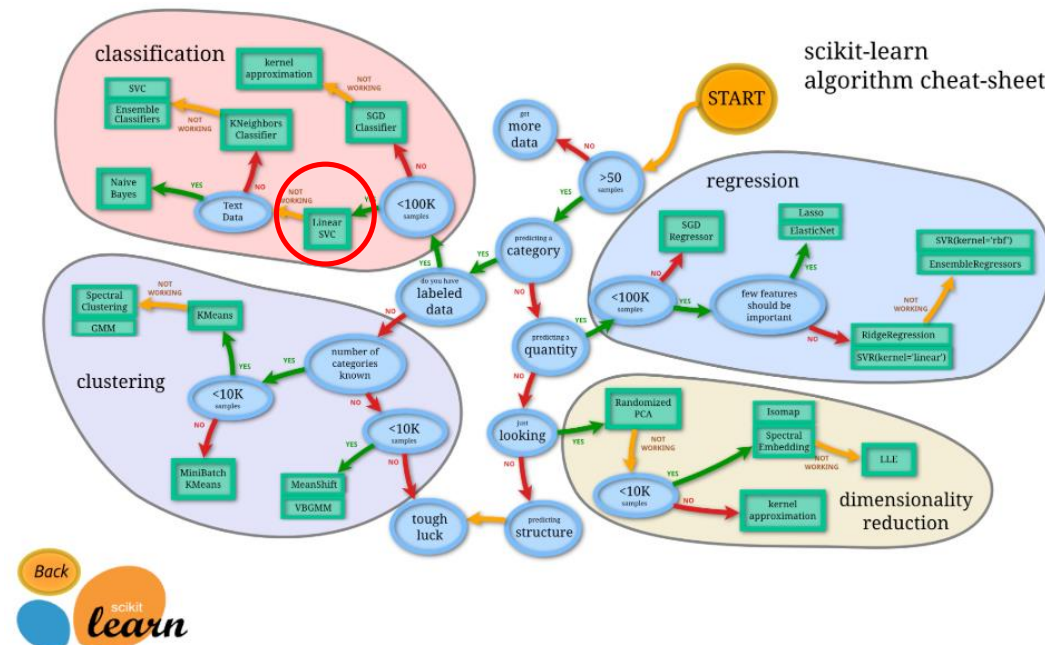 scikit-learn
algorithm cheat-sheet
START
classification
kernel
approximation
NOT
WORKING
SVC
Ensemble
Classifiers
NOT
WORKING
KNeighbors
Classifier
SGD
Classifier
NO
Naive
Bayes
YES
NO
Text
Data
NOT
WORKING
Linear
SVC
YES
<100K
samples
YES
get
more
data
NO
>50
samples
YES
predicting a
category
YES
do you have
labeled
data
NO
NO
predicting a
quantity
YES
NO
just
looking
YES
NO
predicting
structure
tough
luck
regression
SGD
Regressor
NO
<100K
samples
YES
Lasso
ElasticNet
YES
few features
should be
important
NO
SVR(kernel='rbf')
EnsembleRegressors
NOT
WORKING
RidgeRegression
SVR(kernel='linear')
clustering
Spectral
Clustering
GMM
NOT
WORKING
KMeans
YES
<10K
samples
NO
MiniBatch
KMeans
YES
number of
categories
known
NO
<10K
samples
YES
NO
MeanShift
VBGMM
Randomized
PCA
NOT
WORKING
<10K
samples
YES
NO
Isomap
Spectral
Embedding
NOT
WORKING
LLE
kernel
approximation
dimensionality
reduction
Back
scikit
learn